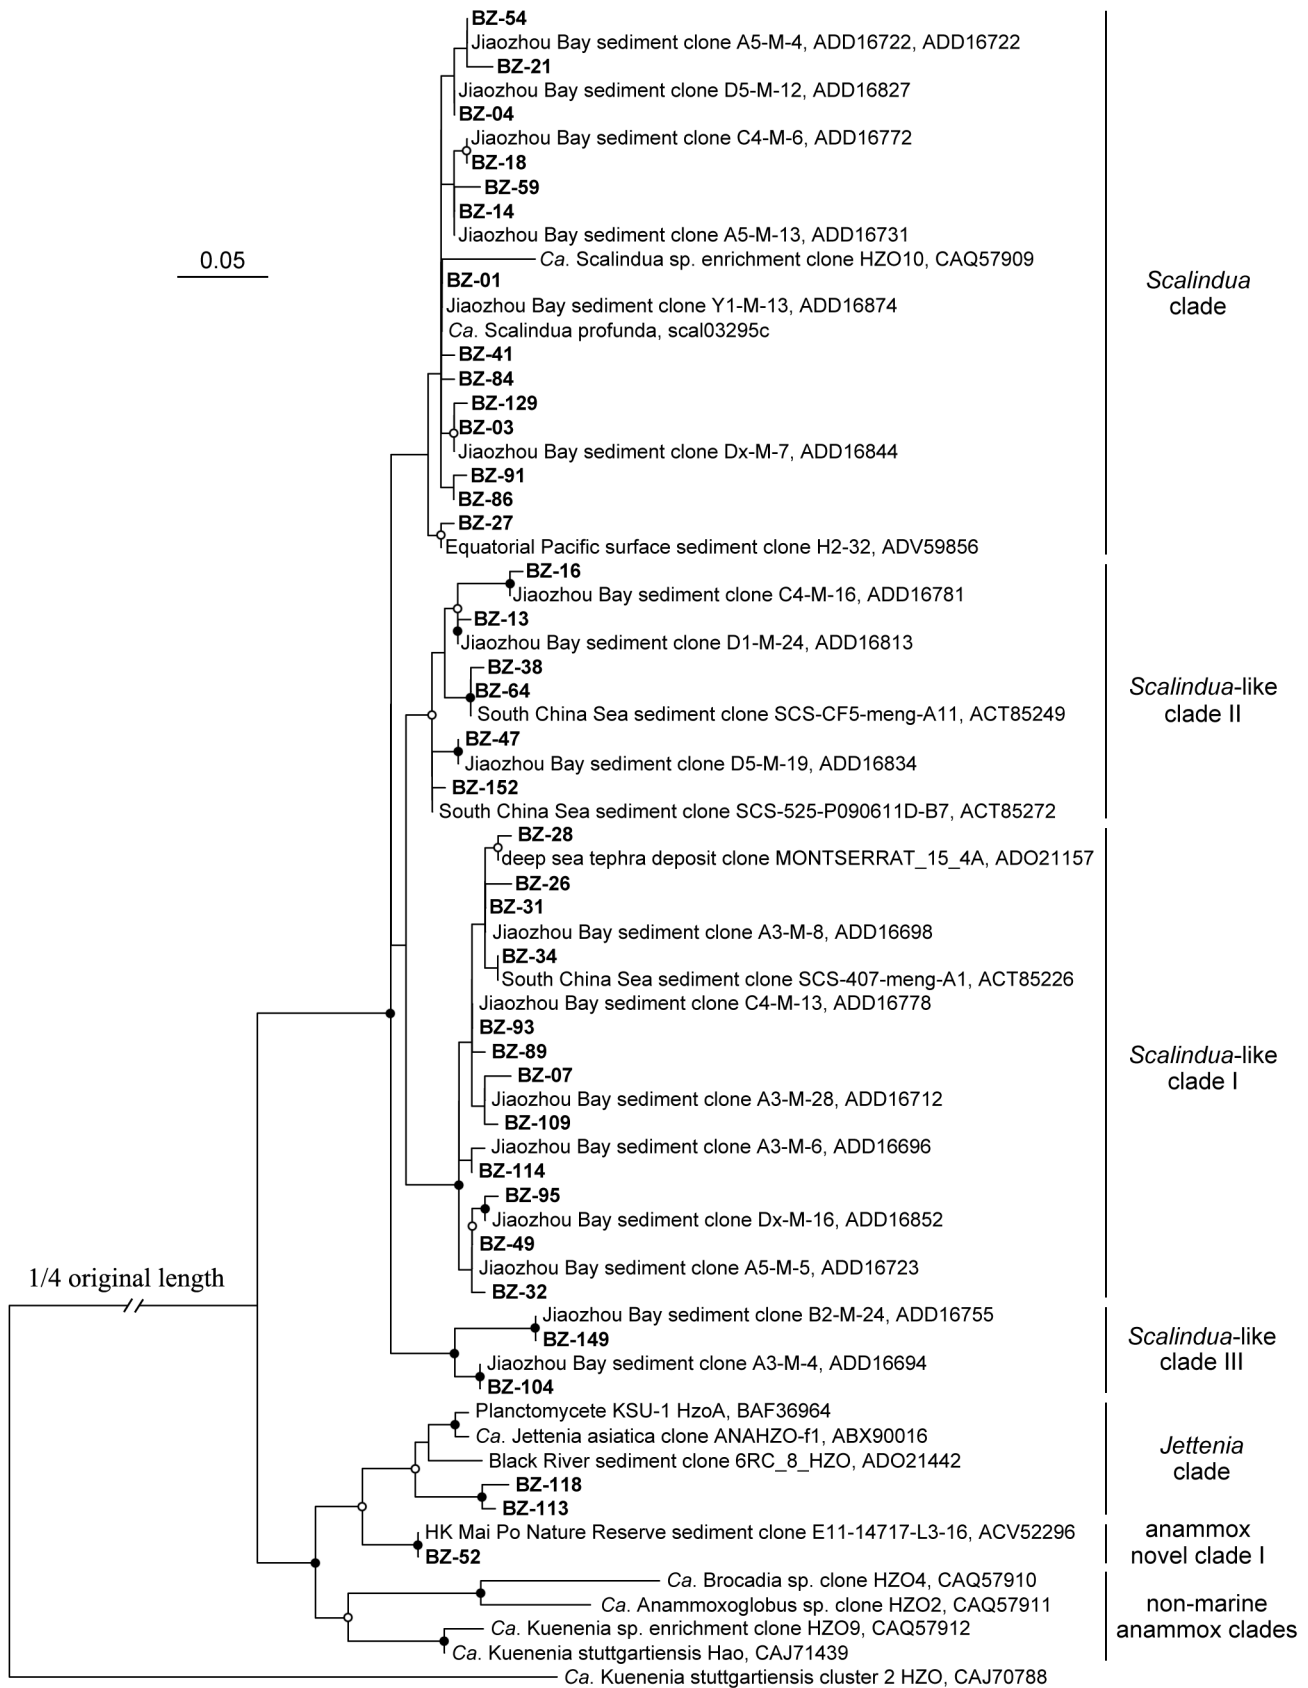 BZ-54
Jiaozhou Bay sediment clone A5-M-4, ADD16722, ADD16722
BZ-21
Jiaozhou Bay sediment clone D5-M-12, ADD16827
BZ-04
Jiaozhou Bay sediment clone C4-M-6, ADD16772
BZ-18
BZ-59
BZ-14
Jiaozhou Bay sediment clone A5-M-13, ADD16731
0.05
Ca. Scalindua sp. enrichment clone HZO10, CAQ57909
BZ-01
Jiaozhou Bay sediment clone Y1-M-13, ADD16874
Ca. Scalindua profunda, scal03295c
BZ-41
BZ-84
BZ-129
BZ-03
Jiaozhou Bay sediment clone Dx-M-7, ADD16844
BZ-91
BZ-86
BZ-27
Equatorial Pacific surface sediment clone H2-32, ADV59856
Scalindua
clade
BZ-16
Jiaozhou Bay sediment clone C4-M-16, ADD16781
BZ-13
Jiaozhou Bay sediment clone D1-M-24, ADD16813
BZ-38
BZ-64
South China Sea sediment clone SCS-CF5-meng-A11, ACT85249
BZ-47
Jiaozhou Bay sediment clone D5-M-19, ADD16834
BZ-152
South China Sea sediment clone SCS-525-P090611D-B7, ACT85272
Scalindua-like
clade II
BZ-28
deep sea tephra deposit clone MONTSERRAT_15_4A, ADO21157
BZ-26
BZ-31
Jiaozhou Bay sediment clone A3-M-8, ADD16698
BZ-34
South China Sea sediment clone SCS-407-meng-A1, ACT85226
Jiaozhou Bay sediment clone C4-M-13, ADD16778
BZ-93
BZ-89
BZ-07
Jiaozhou Bay sediment clone A3-M-28, ADD16712
BZ-109
Jiaozhou Bay sediment clone A3-M-6, ADD16696
BZ-114
BZ-95
Jiaozhou Bay sediment clone Dx-M-16, ADD16852
BZ-49
Jiaozhou Bay sediment clone A5-M-5, ADD16723
BZ-32
Scalindua-like
clade I
1/4 original length
Jiaozhou Bay sediment clone B2-M-24, ADD16755
BZ-149
Jiaozhou Bay sediment clone A3-M-4, ADD16694
BZ-104
Scalindua-like
clade III
Planctomycete KSU-1 HzoA, BAF36964
Ca. Jettenia asiatica clone ANAHZO-f1, ABX90016
Black River sediment clone 6RC_8_HZO, ADO21442
BZ-118
BZ-113
Jettenia
clade
HK Mai Po Nature Reserve sediment clone E11-14717-L3-16, ACV52296
BZ-52
anammox
novel clade I
Ca. Brocadia sp. clone HZO4, CAQ57910
Ca. Anammoxoglobus sp. clone HZO2, CAQ57911
Ca. Kuenenia sp. enrichment clone HZO9, CAQ57912
Ca. Kuenenia stuttgartiensis Hao, CAJ71439
non-marine
anammox clades
Ca. Kuenenia stuttgartiensis cluster 2 HZO, CAJ70788